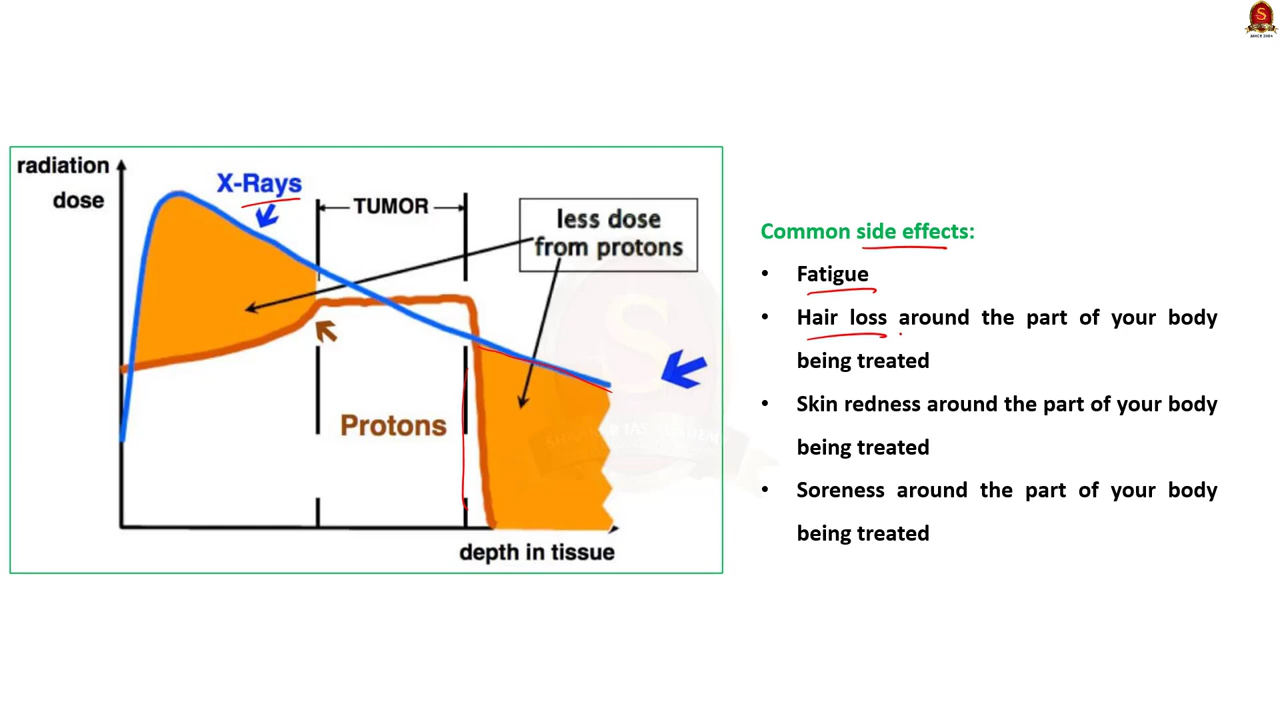 radiation
dose
X-Rays
TUMOR
less dose
from protons
Protons
depth in tissue
Common side effects:
• Fatigue
• Hair loss around the part of your body
being treated
• Skin redness around the part of your body
being treated
• Soreness around the part of your body
being treated
S
SINCE 2004